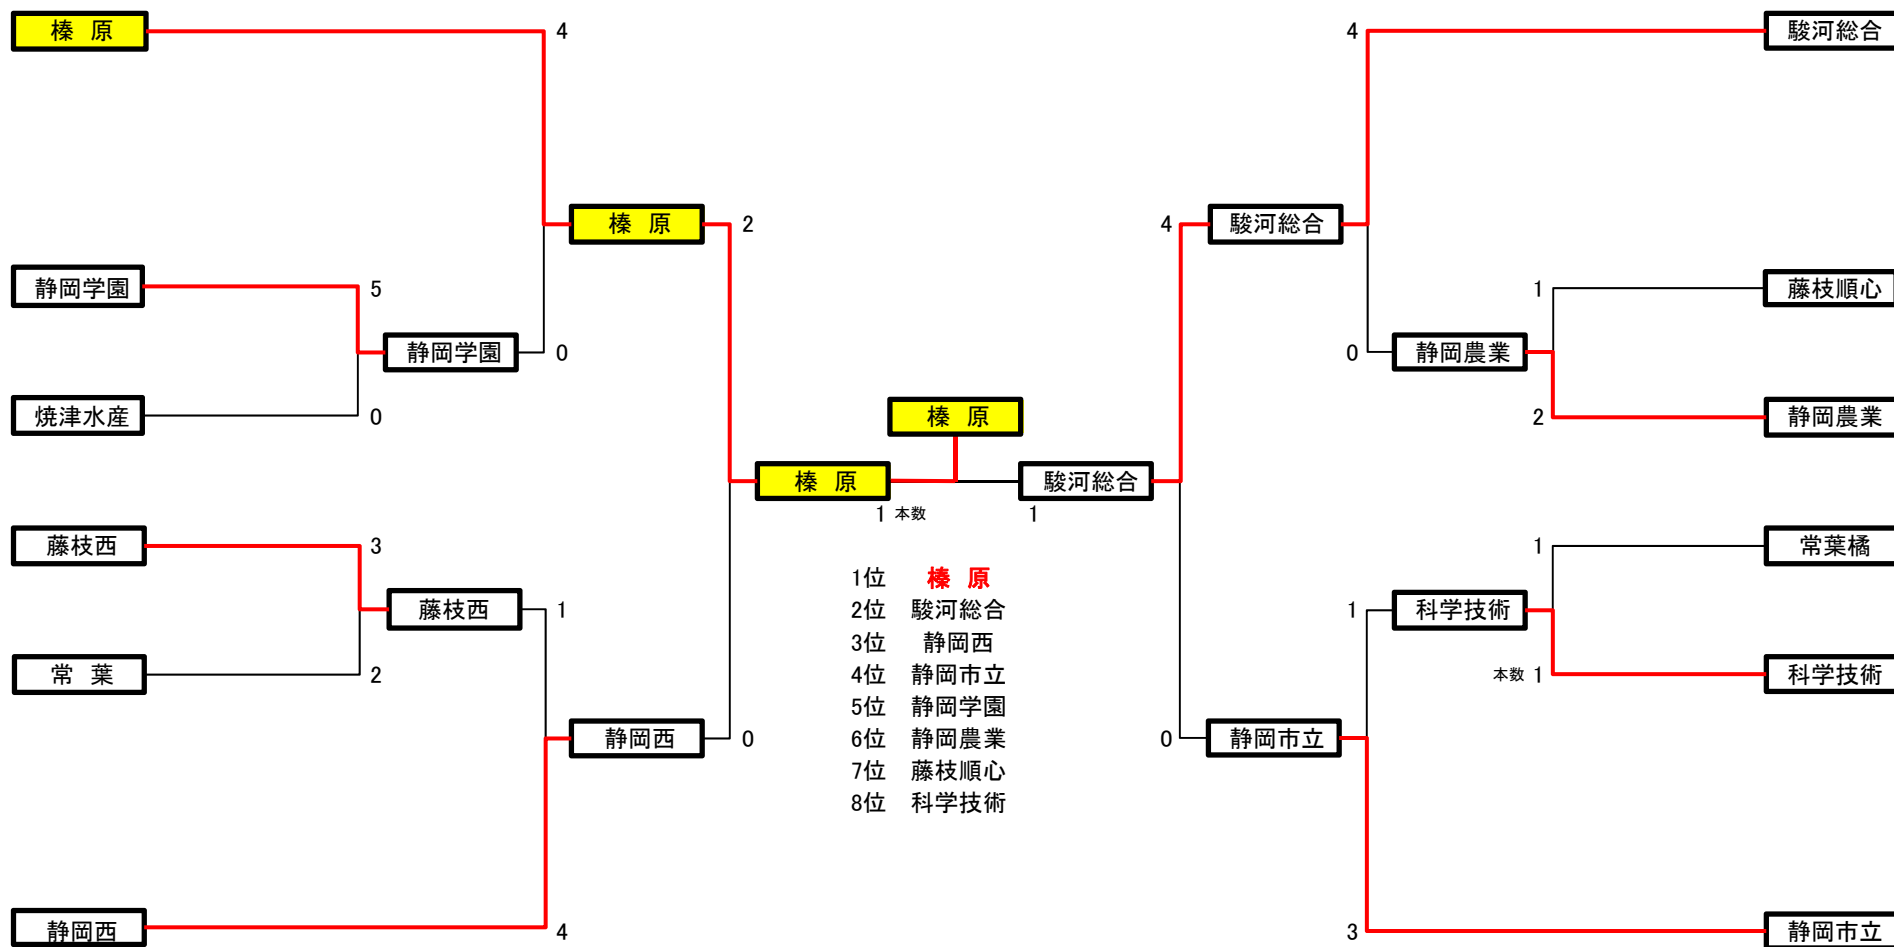 榛 原
4
4
駿河総合
榛 原
2
4
駿河総合
静岡学園
5
1
藤枝順心
静岡学園
0
0
静岡農業
焼津水産
0
榛 原
2
静岡農業
榛 原
駿河総合
1 本数
1
藤枝西
3
1
常葉橘
1位 榛 原
藤枝西
1
2位 駿河総合
1
科学技術
3位 静岡西
常 葉
2
4位 静岡市立
本数 1
科学技術
5位 静岡学園
静岡西
0
6位 静岡農業
0
静岡市立
7位 藤枝順心
8位 科学技術
静岡西
4
3
静岡市立